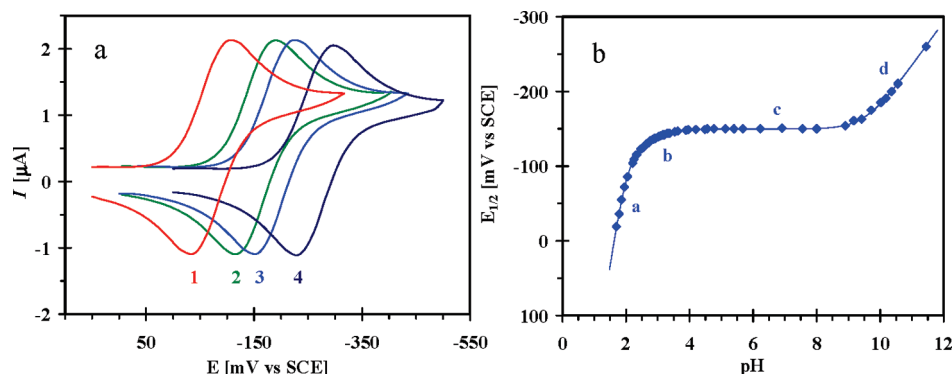 a
2
1
0
-1
-2
I [µA]
1 2 3 4
50 -150 -350 -550
E [mV vs SCE]
b
-300
-200
-100
0
100
E1/2 [mV vs SCE]
a
b
c
d
0 2 4 6 8 10 12
pH